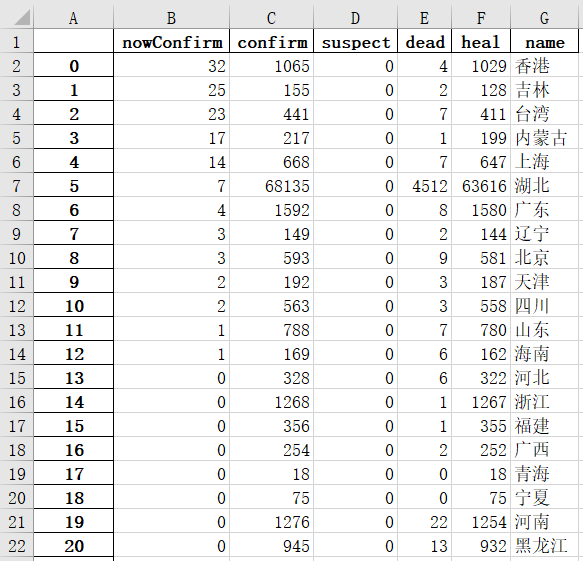 A B C D E F G
1 nowConfirm confirm suspect dead heal name
2 0 32 1065 0 4 1029 香港
3 1 25 155 0 2 128 吉林
4 2 23 441 0 7 411 台湾
5 3 17 217 0 1 199 内蒙古
6 4 14 668 0 7 647 上海
7 5 7 68135 0 4512 63616 湖北
8 6 4 1592 0 8 1580 广东
9 7 3 149 0 2 144 辽宁
10 8 3 593 0 9 581 北京
11 9 2 192 0 3 187 天津
12 10 2 563 0 3 558 四川
13 11 1 788 0 7 780 山东
14 12 1 169 0 6 162 海南
15 13 0 328 0 6 322 河北
16 14 0 1268 0 1 1267 浙江
17 15 0 356 0 1 355 福建
18 16 0 254 0 2 252 广西
19 17 0 18 0 0 18 青海
20 18 0 75 0 0 75 宁夏
21 19 0 1276 0 22 1254 河南
22 20 0 945 0 13 932 黑龙江